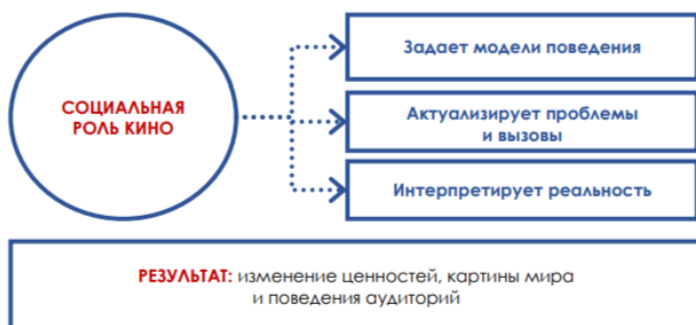 СОЦИАЛЬНАЯ
РОЛЬ КИНО
Задает модели поведения
Актуализирует проблемы
и вызовы
Интерпретирует реальность
РЕЗУЛЬТАТ: изменение ценностей, картины мира
и поведения аудиторий